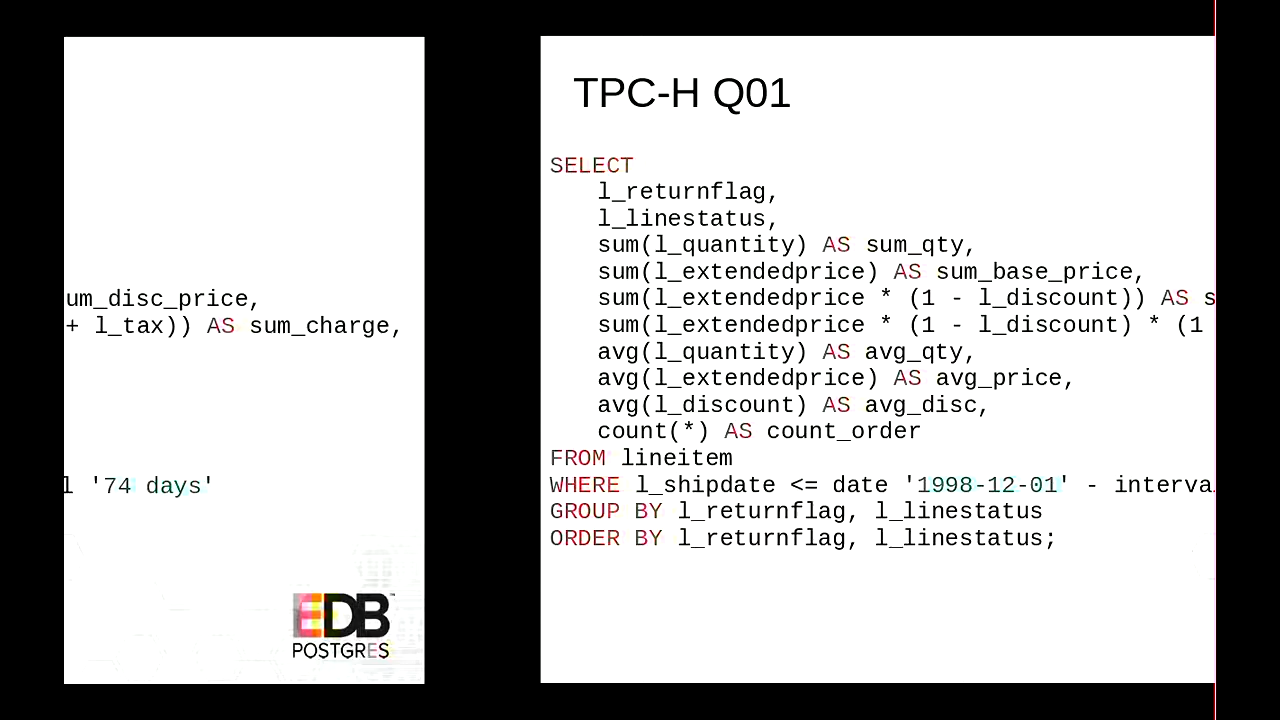 um_disc_price,
+ l_tax)) AS sum_charge,
l '74 days'
EDB
POSTGRES
TPC-H Q01
SELECT
l_returnflag,
l_linestatus,
sum(l_quantity) AS sum_qty,
sum(l_extendedprice) AS sum_base_price,
sum(l_extendedprice * (1 - l_discount)) AS s
sum(l_extendedprice * (1 - l_discount) * (1
avg(l_quantity) AS avg_qty,
avg(l_extendedprice) AS avg_price,
avg(l_discount) AS avg_disc,
count(*) AS count_order
FROM lineitem
WHERE l_shipdate <= date '1998-12-01' - interva
GROUP BY l_returnflag, l_linestatus
ORDER BY l_returnflag, l_linestatus;